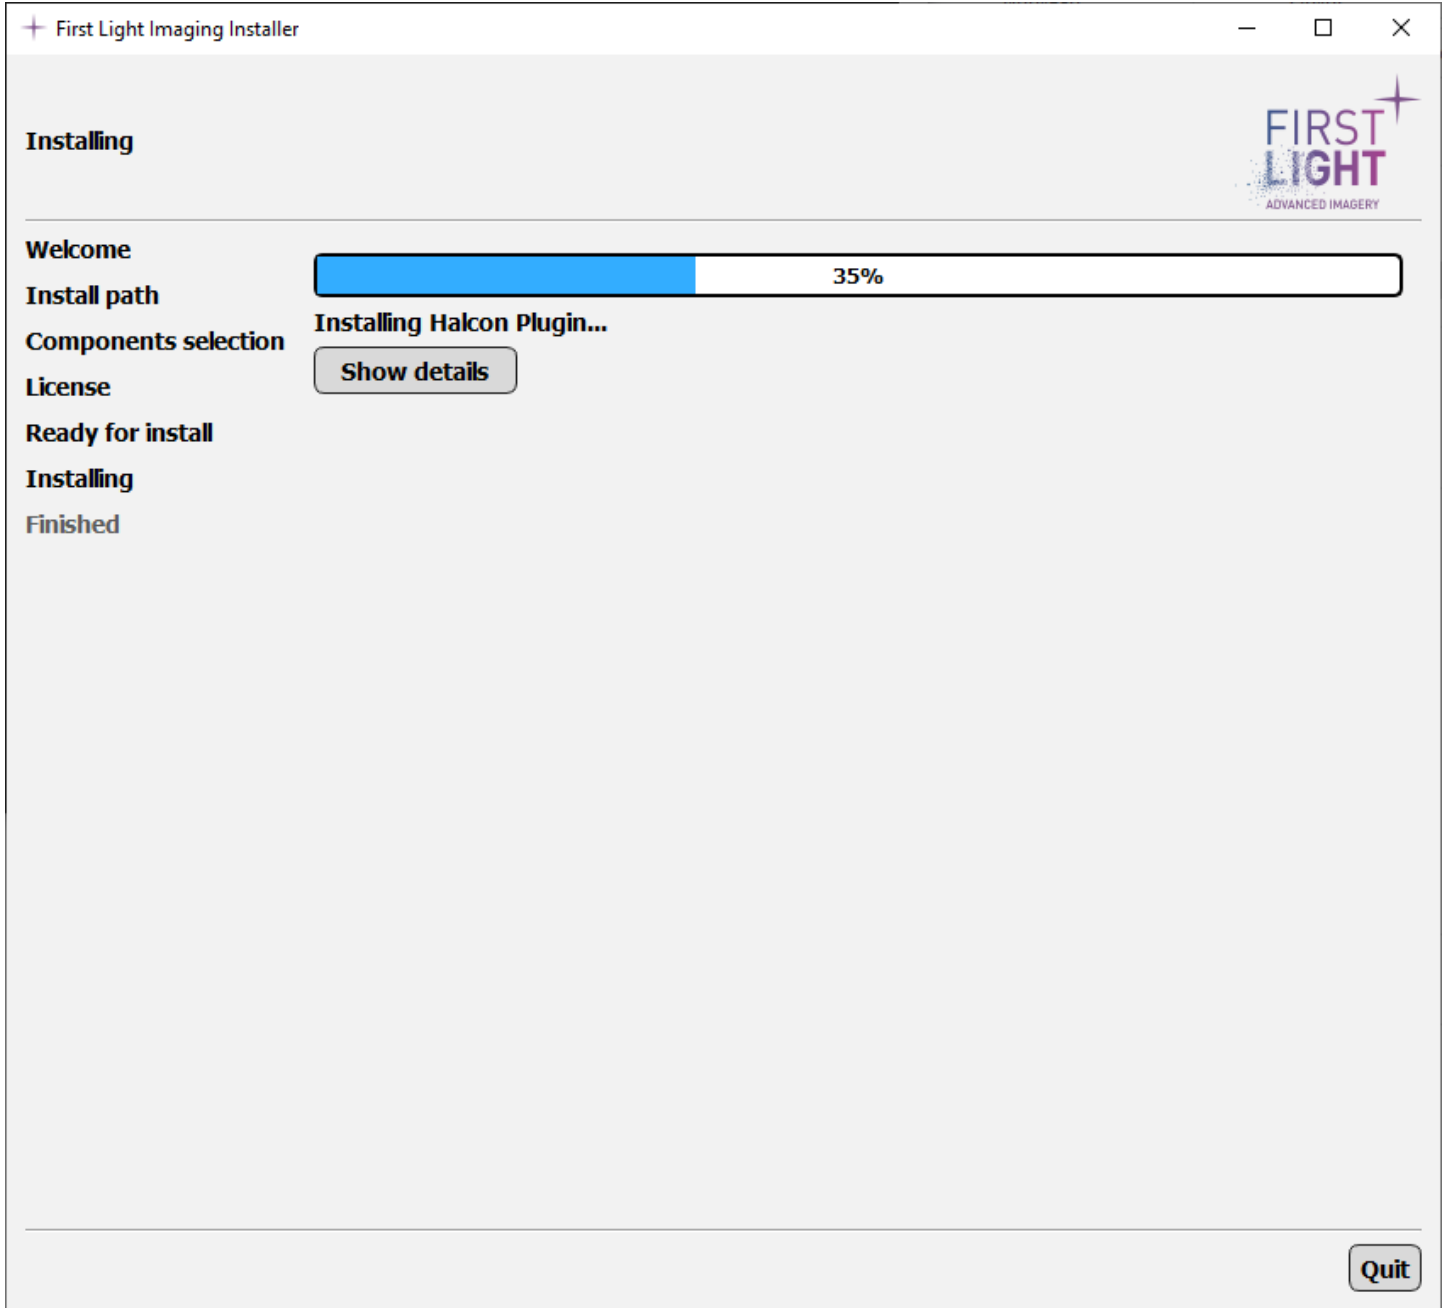 First Light Imaging Installer
Installing
FIRST
LIGHT
ADVANCED IMAGERY
Welcome
Install path
Components selection
License
Ready for install
Installing
Finished
35%
Installing Halcon Plugin...
Show details
Quit